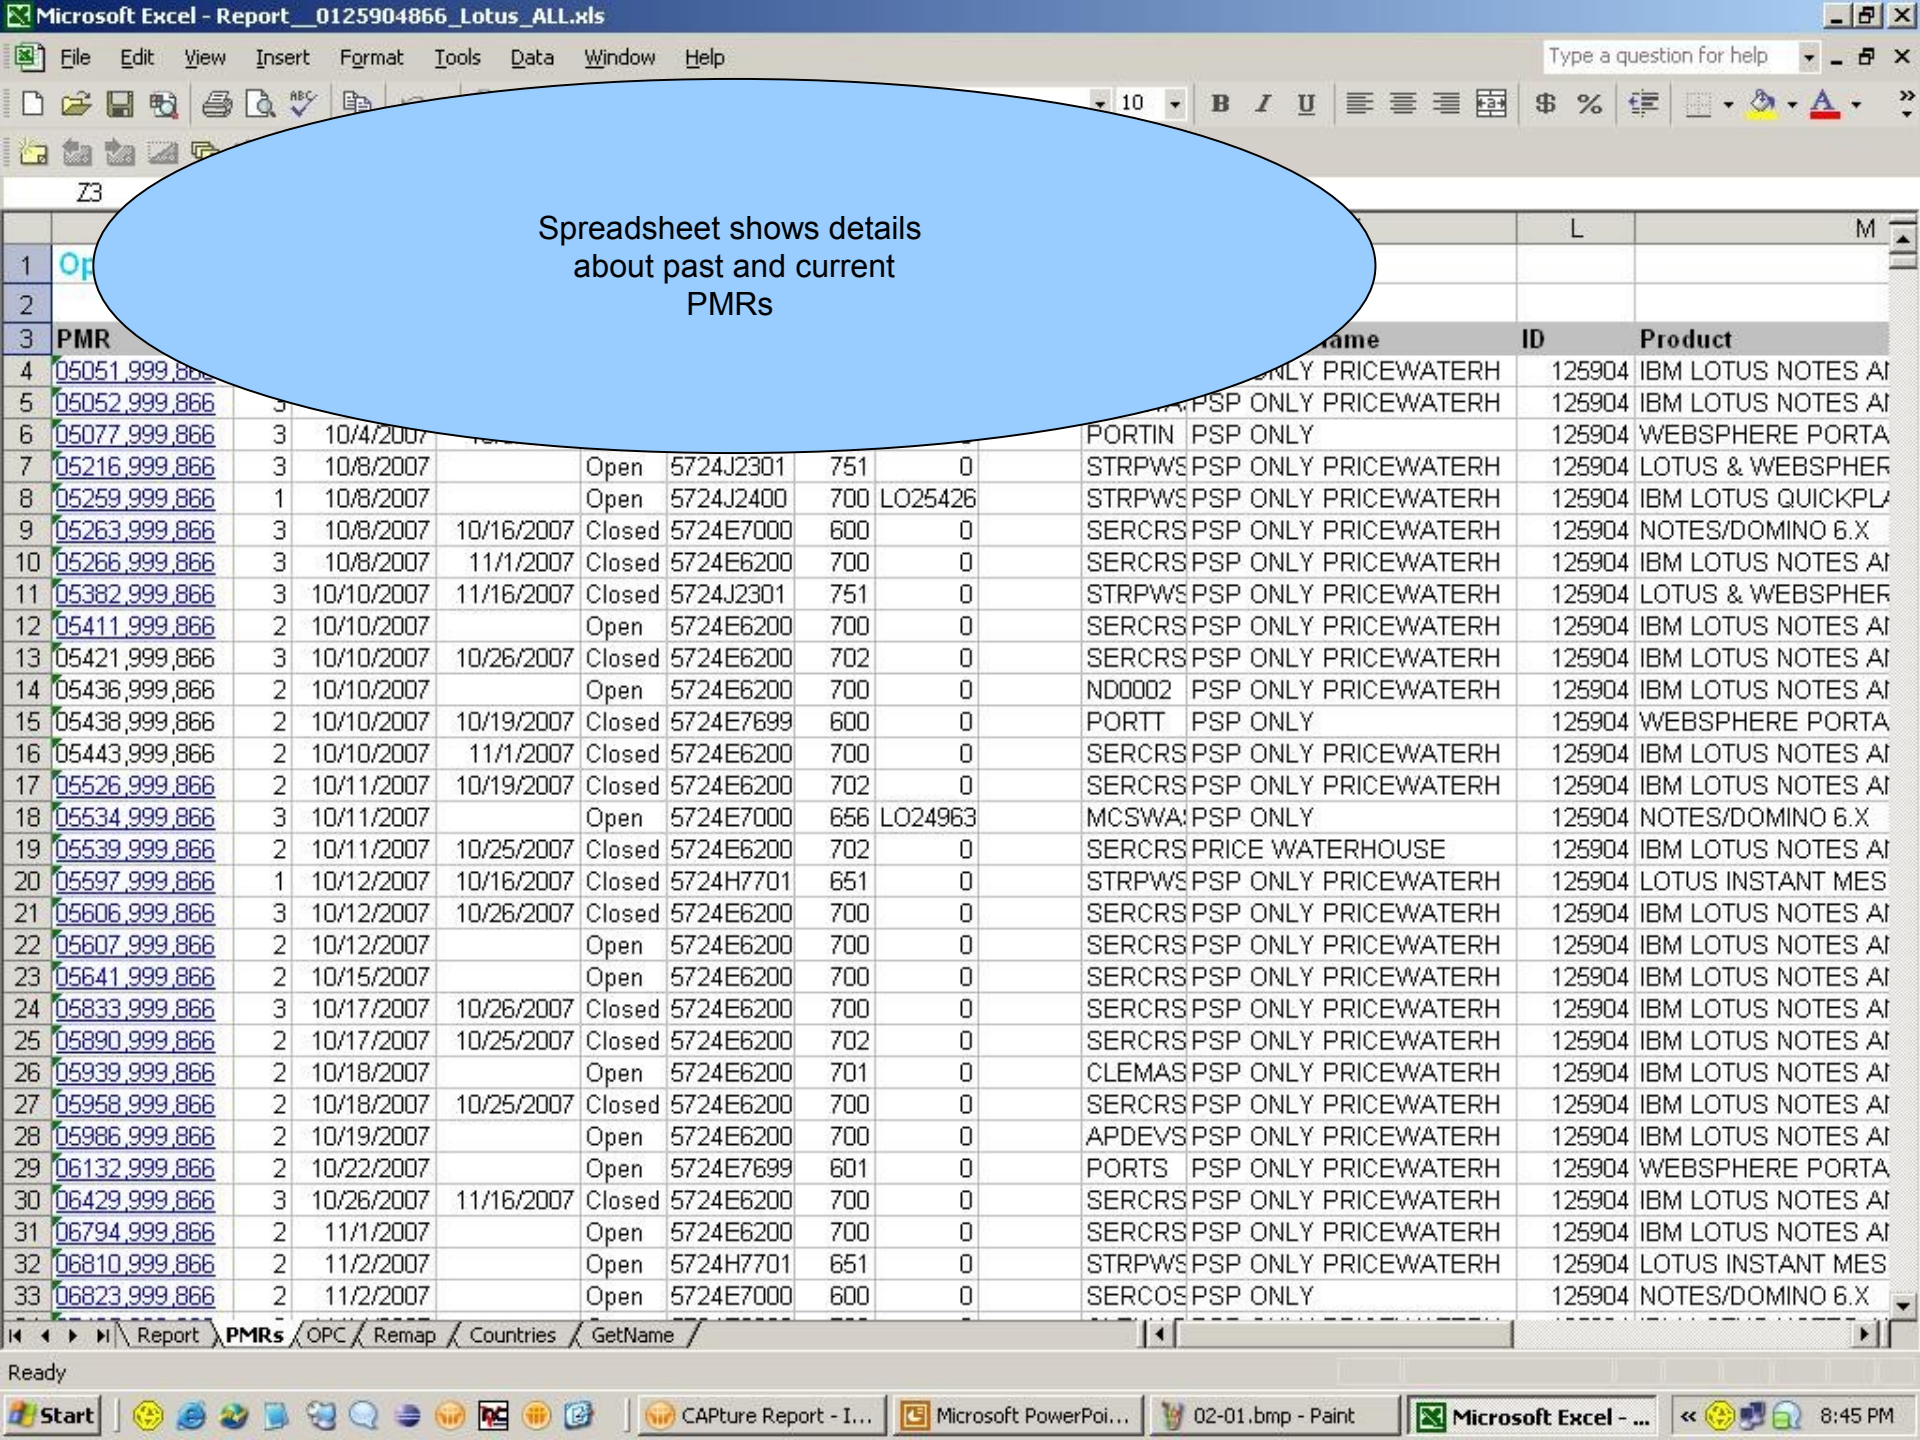 Microsoft Excel - Report__0125904866_Lotus_ALL.xls
File Edit View Insert Format Tools Data Window Help Type a question for help
10 B I U $ %
Z3
Spreadsheet shows details
about past and current
PMRs
L M
1
2
3 PMR ID Product
4 05051,999,866 PRICEWATERH 125904 IBM LOTUS NOTES
5 05052,999,866 PSP ONLY PRICEWATERH 125904 IBM LOTUS NOTES
6 05077,999,866 3 10/4/2007 PORTIN PSP ONLY 125904 WEBSPHERE PORTA
7 05216,999,866 3 10/8/2007 Open 5724J2301 751 0 STRPWS PSP ONLY PRICEWATERH 125904 LOTUS & WEBSPHER
8 05259,999,866 1 10/8/2007 Open 5724J2400 700 LO25426 STRPWS PSP ONLY PRICEWATERH 125904 IBM LOTUS QUICKPLA
9 05263,999,866 3 10/8/2007 10/16/2007 Closed 5724E7000 600 0 SERCRS PSP ONLY PRICEWATERH 125904 NOTES/DOMINO 6.X
10 05266,999,866 3 10/8/2007 11/1/2007 Closed 5724E6200 700 0 SERCRS PSP ONLY PRICEWATERH 125904 IBM LOTUS NOTES
11 05382,999,866 3 10/10/2007 11/16/2007 Closed 5724J2301 751 0 STRPWS PSP ONLY PRICEWATERH 125904 LOTUS & WEBSPHER
12 05411,999,866 2 10/10/2007 Open 5724E6200 700 0 SERCRS PSP ONLY PRICEWATERH 125904 IBM LOTUS NOTES
13 05421,999,866 3 10/10/2007 10/26/2007 Closed 5724E6200 702 0 SERCRS PSP ONLY PRICEWATERH 125904 IBM LOTUS NOTES
14 05436,999,866 2 10/10/2007 Open 5724E6200 700 0 ND0002 PSP ONLY PRICEWATERH 125904 IBM LOTUS NOTES
15 05438,999,866 2 10/10/2007 10/19/2007 Closed 5724E7699 600 0 PORTT PSP ONLY 125904 WEBSPHERE PORTA
16 05443,999,866 2 10/10/2007 11/1/2007 Closed 5724E6200 700 0 SERCRS PSP ONLY PRICEWATERH 125904 IBM LOTUS NOTES
17 05526,999,866 2 10/11/2007 10/19/2007 Closed 5724E6200 702 0 SERCRS PSP ONLY PRICEWATERH 125904 IBM LOTUS NOTES
18 05534,999,866 3 10/11/2007 Open 5724E7000 656 LO24963 MCSWA PSP ONLY 125904 NOTES/DOMINO 6.X
19 05539,999,866 2 10/11/2007 10/25/2007 Closed 5724E6200 702 0 SERCRS PRICE WATERHOUSE 125904 IBM LOTUS NOTES
20 05597,999,866 1 10/12/2007 10/16/2007 Closed 5724H7701 651 0 STRPWS PSP ONLY PRICEWATERH 125904 LOTUS INSTANT MES
21 05606,999,866 3 10/12/2007 10/26/2007 Closed 5724E6200 700 0 SERCRS PSP ONLY PRICEWATERH 125904 IBM LOTUS NOTES
22 05607,999,866 2 10/12/2007 Open 5724E6200 700 0 SERCRS PSP ONLY PRICEWATERH 125904 IBM LOTUS NOTES
23 05641,999,866 2 10/15/2007 Open 5724E6200 700 0 SERCRS PSP ONLY PRICEWATERH 125904 IBM LOTUS NOTES
24 05833,999,866 3 10/17/2007 10/26/2007 Closed 5724E6200 700 0 SERCRS PSP ONLY PRICEWATERH 125904 IBM LOTUS NOTES
25 05890,999,866 2 10/17/2007 10/25/2007 Closed 5724E6200 702 0 SERCRS PSP ONLY PRICEWATERH 125904 IBM LOTUS NOTES
26 05939,999,866 2 10/18/2007 Open 5724E6200 701 0 CLEMAS PSP ONLY PRICEWATERH 125904 IBM LOTUS NOTES
27 05958,999,866 2 10/18/2007 10/25/2007 Closed 5724E6200 700 0 SERCRS PSP ONLY PRICEWATERH 125904 IBM LOTUS NOTES
28 05986,999,866 2 10/19/2007 Open 5724E6200 700 0 APDEVS PSP ONLY PRICEWATERH 125904 IBM LOTUS NOTES
29 06132,999,866 2 10/22/2007 Open 5724E7699 601 0 PORTS PSP ONLY PRICEWATERH 125904 WEBSPHERE PORTA
30 06429,999,866 3 10/26/2007 11/16/2007 Closed 5724E6200 700 0 SERCRS PSP ONLY PRICEWATERH 125904 IBM LOTUS NOTES
31 06794,999,866 2 11/1/2007 Open 5724E6200 700 0 SERCRS PSP ONLY PRICEWATERH 125904 IBM LOTUS NOTES
32 06810,999,866 2 11/2/2007 Open 5724H7701 651 0 STRPWS PSP ONLY PRICEWATERH 125904 LOTUS INSTANT MES
33 06823,999,866 2 11/2/2007 Open 5724E7000 600 0 SERCOS PSP ONLY 125904 NOTES/DOMINO 6.X
Report PMRs OPC Remap Countries GetName
Ready
Start CAPture Report - I... Microsoft PowerPoi... 02-01.bmp - Paint Microsoft Excel - ... 8:45 PM